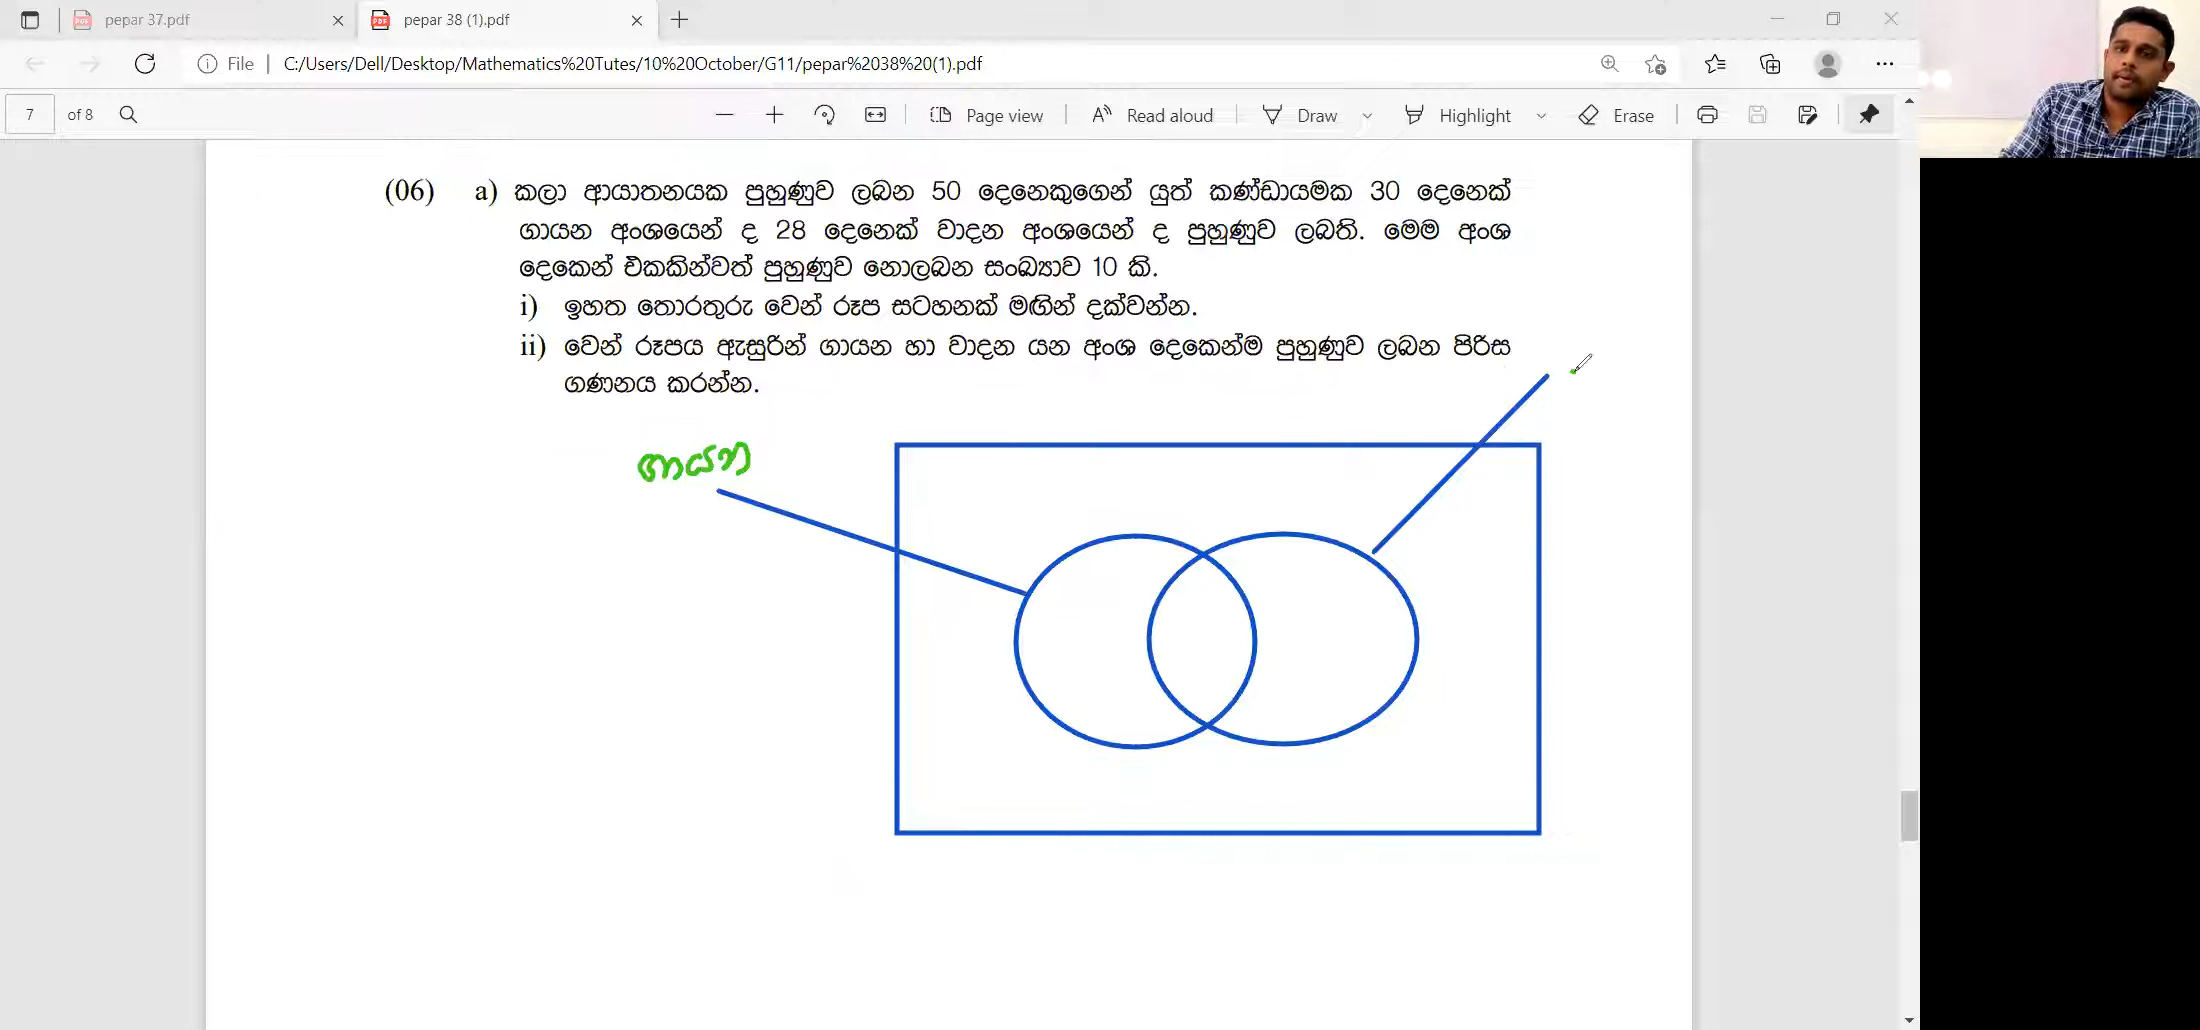 pepar 37.pdf
pepar 38 (1).pdf
File
C:/Users/Dell/Desktop/Mathematics%20Tutes/10%20October/G11/pepar%2038%20(1).pdf
7 of 8
Page view
Read aloud
Draw
Highlight
Erase
(06) a) කලා ආයාතනයක පුහුණුව ලබන 50 දෙනෙකුගෙන් යුත් කණ්ඩායමක 30 දෙනෙක්
ගායන අංශයෙන් ද 28 දෙනෙක් වාදන අංශයෙන් ද පුහුණුව ලබති. මෙම අංශ
දෙකෙන් එකකින්වත් පුහුණුව නොලබන සංඛ්‍යාව 10 කි.
i) ඉහත තොරතුරු වෙන් රූප සටහනක් මඟින් දක්වන්න.
ii) වෙන් රූපය ඇසුරින් ගායන හා වාදන යන අංශ දෙකෙන්ම පුහුණුව ලබන පිරිස
ගණනය කරන්න.
ගායන